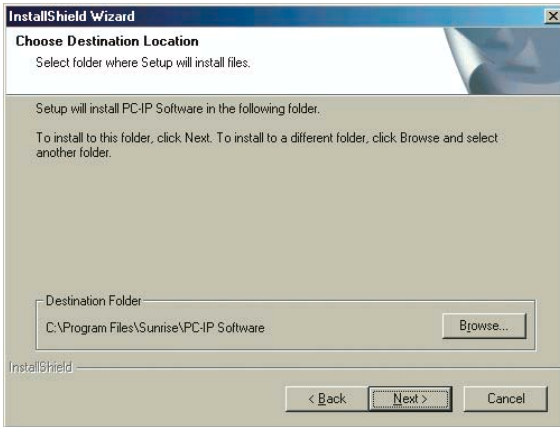 InstallShield Wizard
Choose Destination Location
Select folder where Setup will install files.
Setup will install PC-IP Software in the following folder.
To install to this folder, click Next. To install to a different folder, click Browse and select
another folder.
Destination Folder
C:\Program Files\Sunrise\PC-IP Software
Browse...
InstallShield
< Back
Next >
Cancel